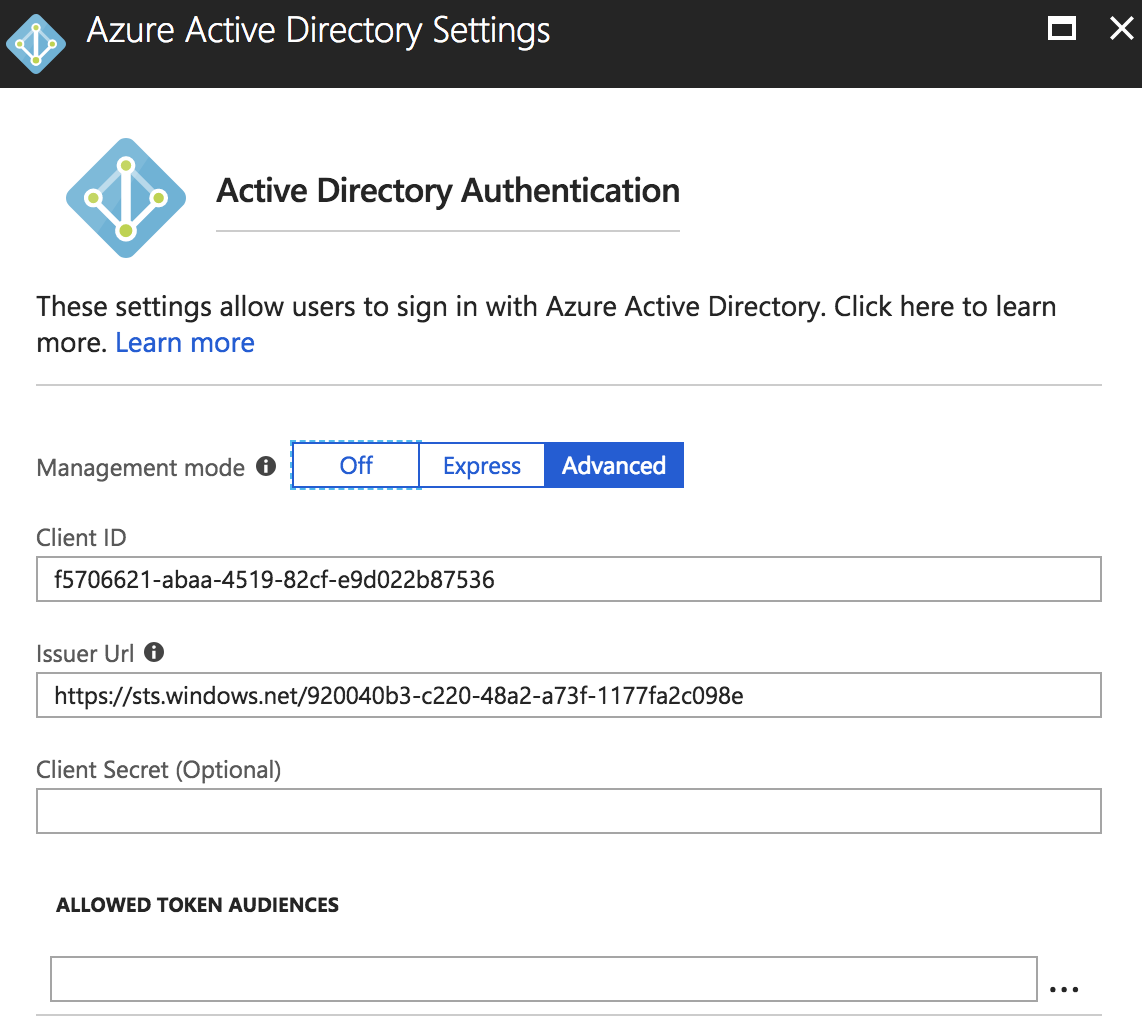 Azure Active Directory Settings
Active Directory Authentication
These settings allow users to sign in with Azure Active Directory. Click here to learn
more. Learn more
Management mode Off Express Advanced
Client ID
f5706621-abaa-4519-82cf-e9d022b87536
Issuer Url
https://sts.windows.net/920040b3-c220-48a2-a73f-1177fa2c098e
Client Secret (Optional)
ALLOWED TOKEN AUDIENCES
...